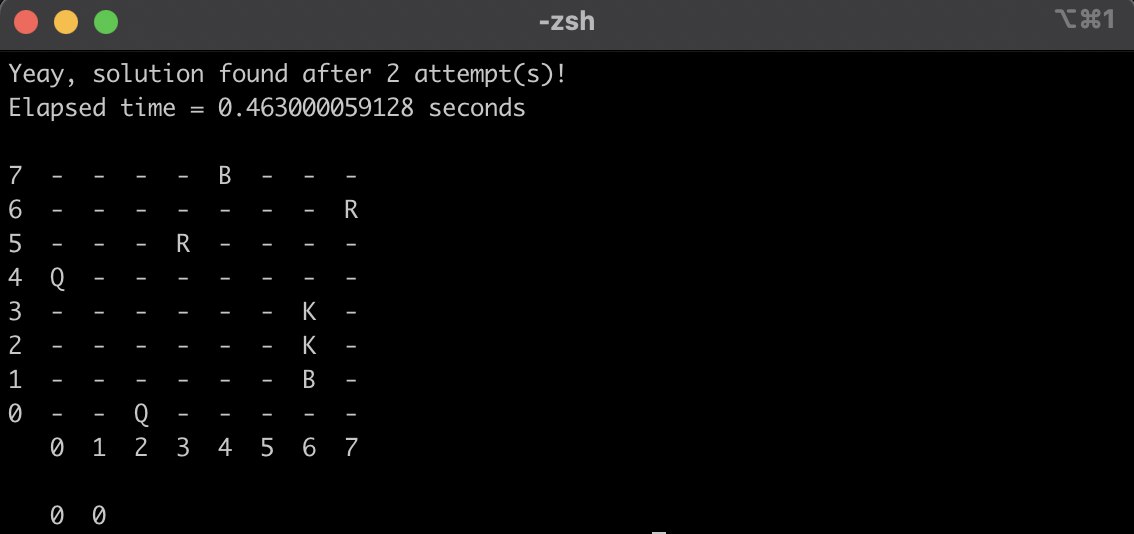 -zsh
⌥⌘1
Yeay, solution found after 2 attempt(s)!
Elapsed time = 0.463000059128 seconds
7 - - - - B - - -
6 - - - - - - - R
5 - - - R - - - -
4 Q - - - - - - -
3 - - - - - - K -
2 - - - - - - K -
1 - - - - - - B -
0 - - Q - - - - -
0 1 2 3 4 5 6 7
0 0